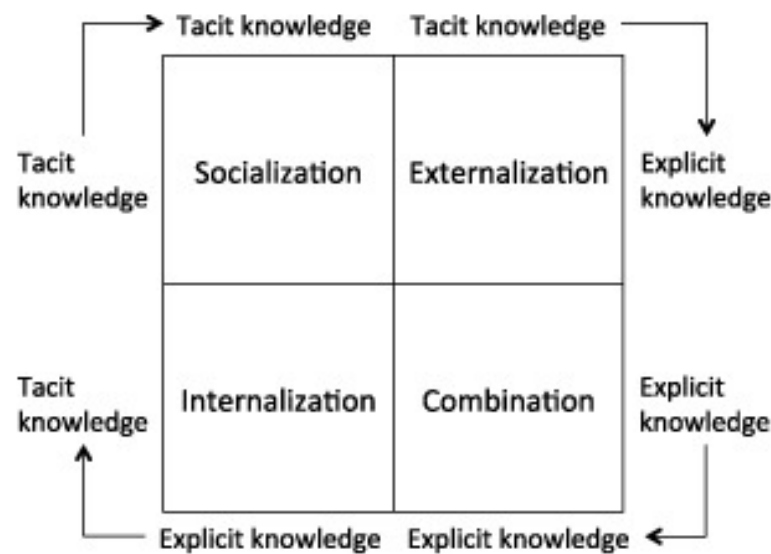 Tacit knowledge Tacit knowledge
Tacit
knowledge
Socialization
Externalization
Explicit
knowledge
Tacit
knowledge
Internalization
Combination
Explicit
knowledge
Explicit knowledge Explicit knowledge